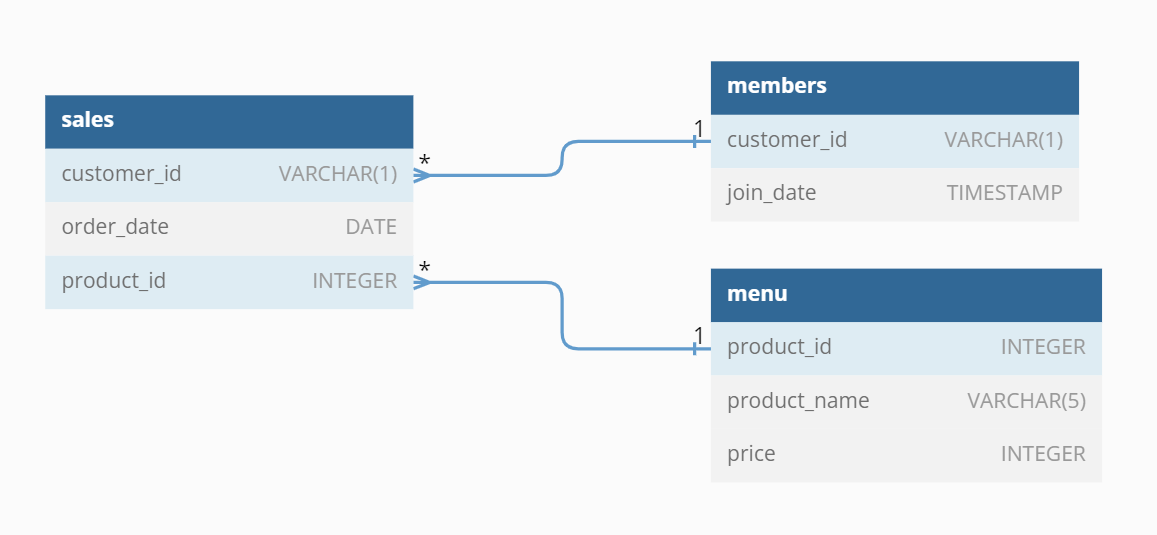 sales
customer_id VARCHAR(1)
order_date DATE
product_id INTEGER
*
*
1
1
members
customer_id VARCHAR(1)
join_date TIMESTAMP
menu
product_id INTEGER
product_name VARCHAR(5)
price INTEGER